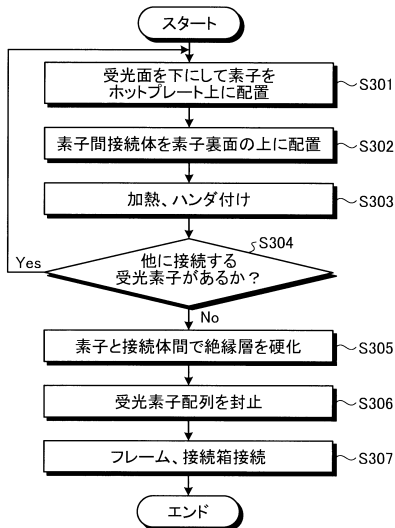 スタート
受光面を下にして素子を
ホットプレート上に配置
S301
素子間接続体を素子裏面の上に配置
S302
加熱、ハンダ付け
S303
S304
他に接続する
受光素子があるか？
Yes
No
素子と接続体間で絶縁層を硬化
S305
受光素子配列を封止
S306
フレーム、接続箱接続
S307
エンド